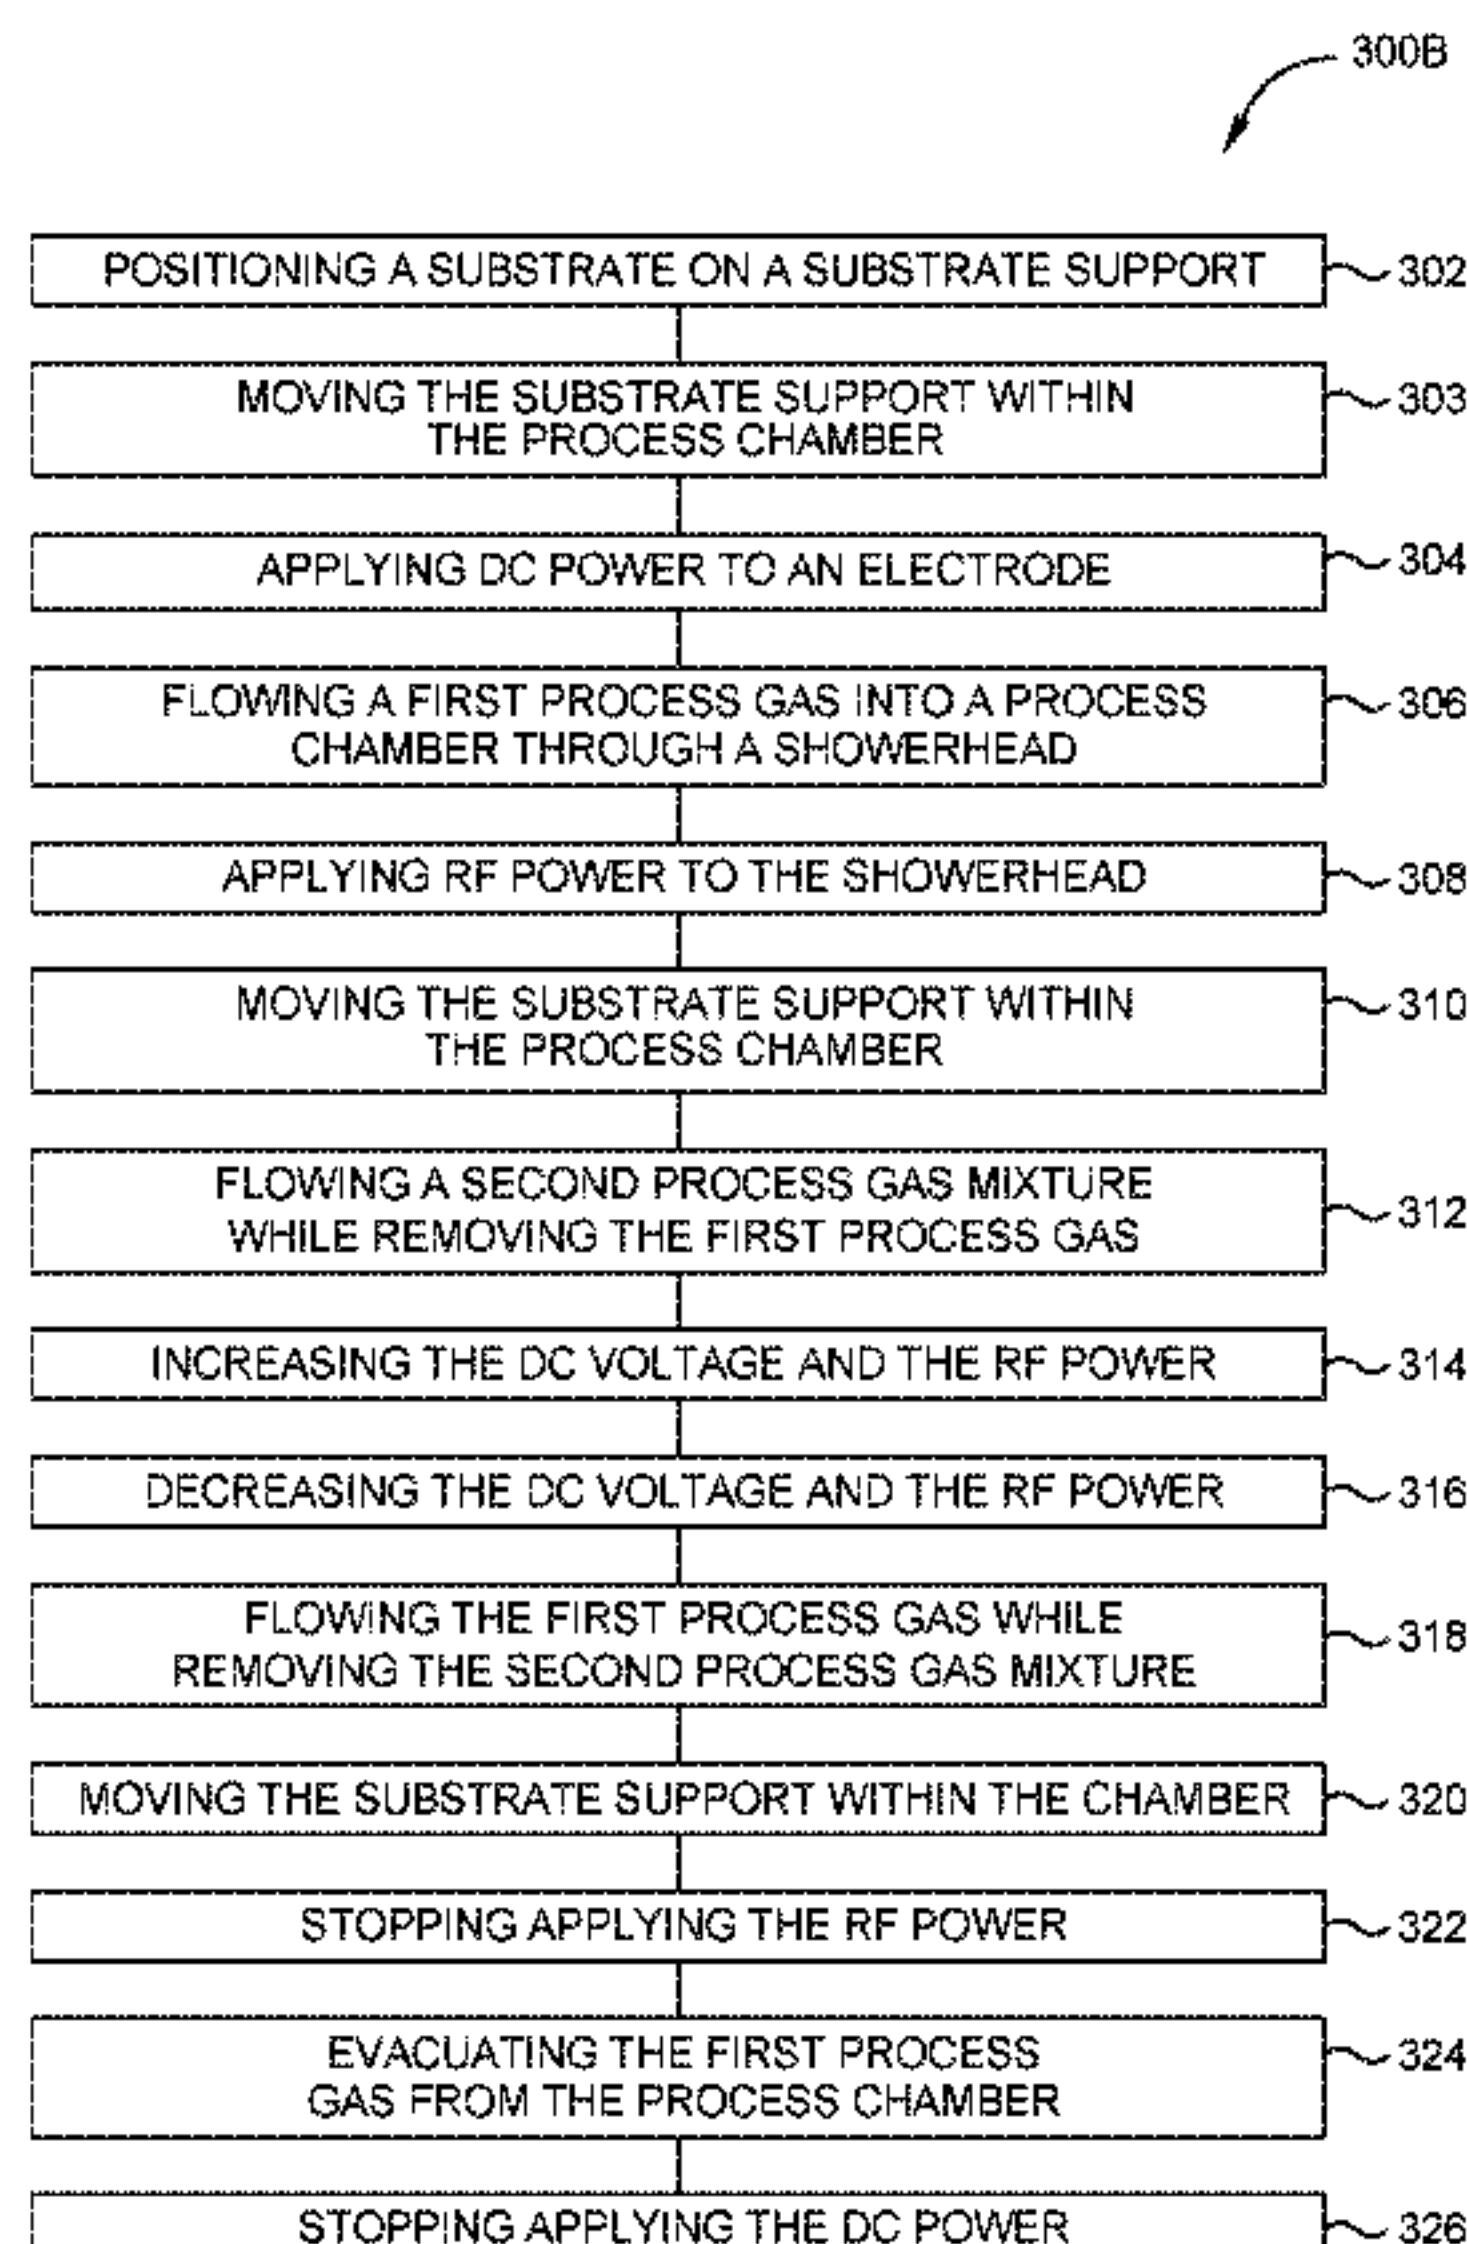 300B
POSITIONING A SUBSTRATE ON A SUBSTRATE SUPPORT 302
MOVING THE SUBSTRATE SUPPORT WITHIN 303
THE PROCESS CHAMBER
APPLYING DC POWER TO AN ELECTRODE 304
FLOWING A FIRST PROCESS GAS INTO A PROCESS 306
CHAMBER THROUGH A SHOWERHEAD
APPLYING RF POWER TO THE SHOWERHEAD 308
MOVING THE SUBSTRATE SUPPORT WITHIN 310
THE PROCESS CHAMBER
FLOWING A SECOND PROCESS GAS MIXTURE
WHILE REMOVING THE FIRST PROCESS GAS 312
INCREASING THE DC VOLTAGE AND THE RF POWER 314
DECREASING THE DC VOLTAGE AND THE RF POWER 316
FLOWING THE FIRST PROCESS GAS WHILE
REMOVING THE SECOND PROCESS GAS MIXTURE 318
MOVING THE SUBSTRATE SUPPORT WITHIN THE CHAMBER 320
STOPPING APPLYING THE RF POWER 322
EVACUATING THE FIRST PROCESS 324
GAS FROM THE PROCESS CHAMBER
STOPPING APPLYING THE DC POWER 326